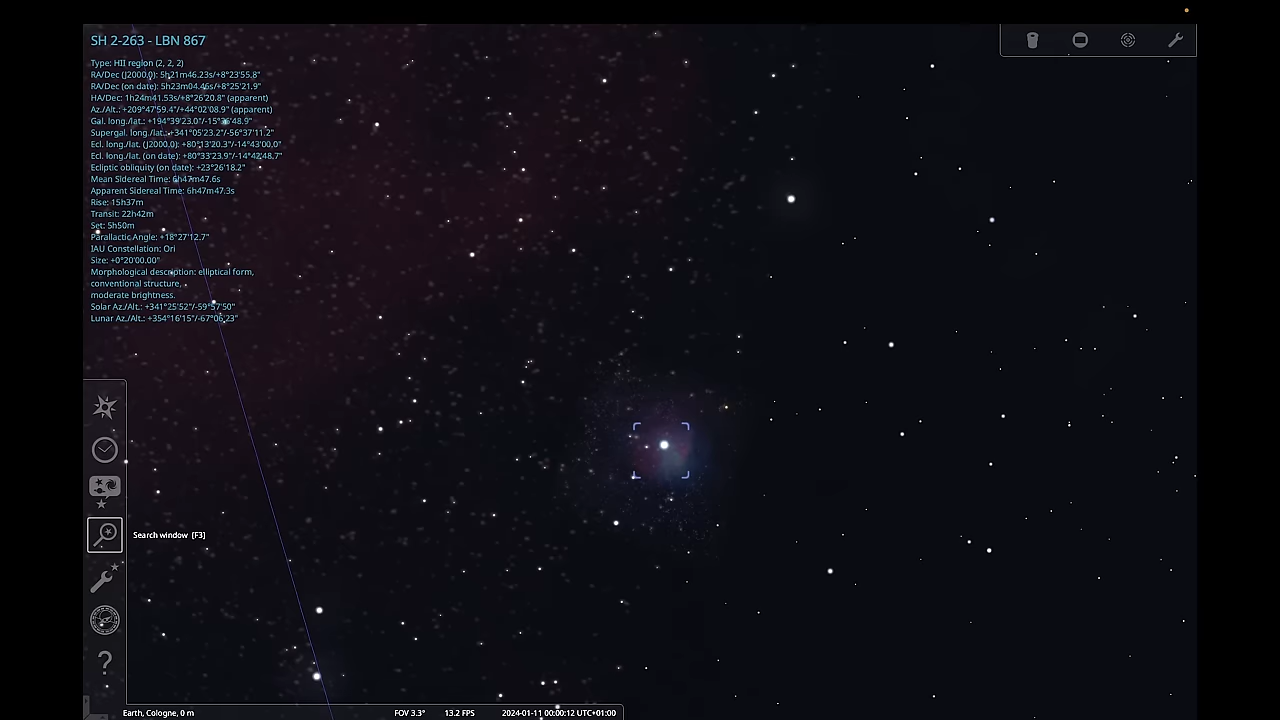 SH 2-263 - LBN 867
Type: HII region (2, 2, 2)
RA/Dec (J2000.0): 5h21m46.23s/+8°23'55.8"
RA/Dec (on date): 5h23m04.46s/+8°25'21.9"
HA/Dec: 1h24m41.53s/+8°26'20.8" (apparent)
Az./Alt.: +209°47'59.4"/+44°02'08.9" (apparent)
Gal. long./lat.: +194°39'23.0"/-15°36'48.9"
Supergal. long./lat.: +341°05'23.2"/-56°37'11.2"
Ecl. long./lat. (J2000.0): +80°13'20.3"/-14°43'00.0"
Ecl. long./lat. (on date): +80°33'23.9"/-14°42'48.7"
Ecliptic obliquity (on date): +23°26'18.2"
Mean Sidereal Time: 6h47m47.6s
Apparent Sidereal Time: 6h47m47.3s
Rise: 15h37m
Transit: 22h42m
Set: 5h50m
Parallactic Angle: +18°27'12.7"
IAU Constellation: Ori
Size: +0°20'00.00"
Morphological description: elliptical form,
conventional structure,
moderate brightness.
Solar Az./Alt.: +341°25'52"/-59°57'50"
Lunar Az./Alt.: +354°16'15"/-67°06'23"
Search window [F3]
Earth, Cologne, 0 m FOV 3.3° 13.2 FPS 2024-01-11 00:00:12 UTC+01:00